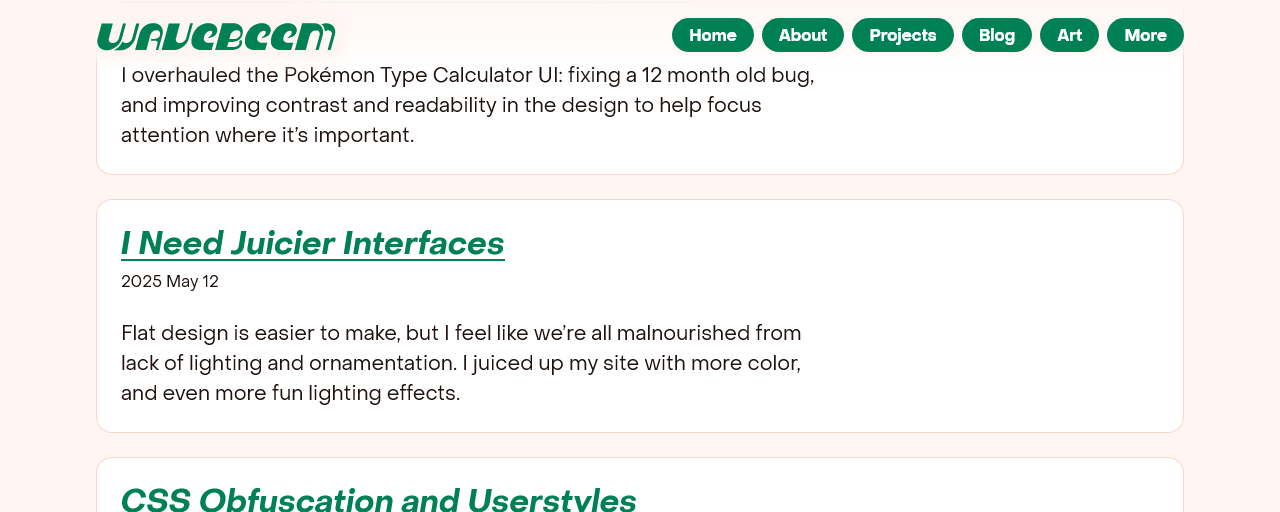 WAVEBEEM
Home About Projects Blog Art More
I overhauled the Pokémon Type Calculator UI: fixing a 12 month old bug,
and improving contrast and readability in the design to help focus
attention where it’s important.
I Need Juicier Interfaces
2025 May 12
Flat design is easier to make, but I feel like we’re all malnourished from
lack of lighting and ornamentation. I juiced up my site with more color,
and even more fun lighting effects.
CSS Obfuscation and Userstyles